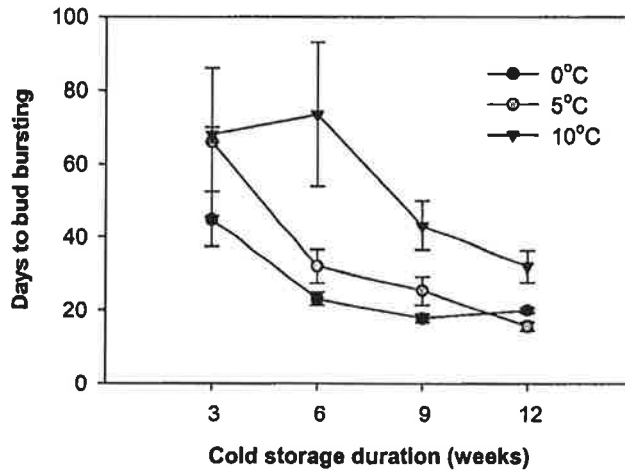 Days to bud bursting
100
80
60
40
20
0
0°C
5°C
10°C
3 6 9 12
Cold storage duration (weeks)